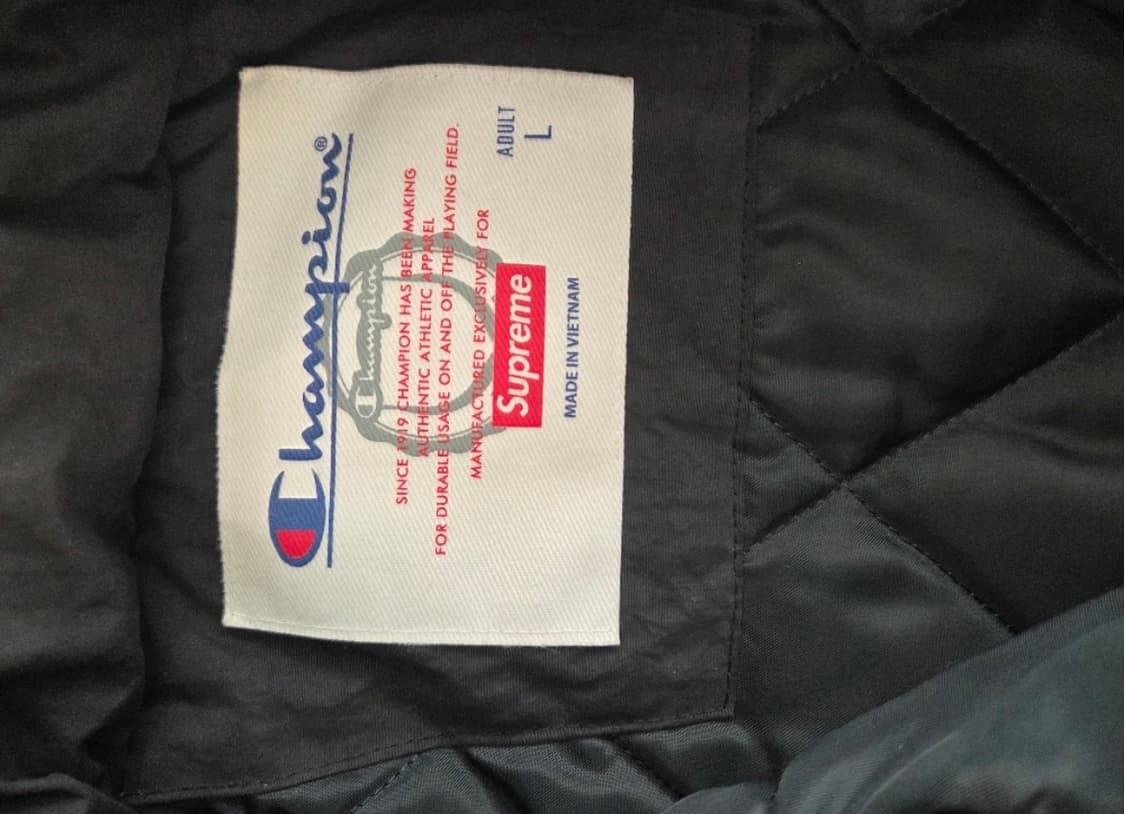 Champion®
Champion
SINCE 1919 CHAMPION HAS BEEN MAKING
AUTHENTIC ATHLETIC APPAREL
FOR DURABLE USAGE ON AND OFF THE PLAYING FIELD.
MANUFACTURED EXCLUSIVELY FOR
Supreme
ADULT
L
MADE IN VIETNAM